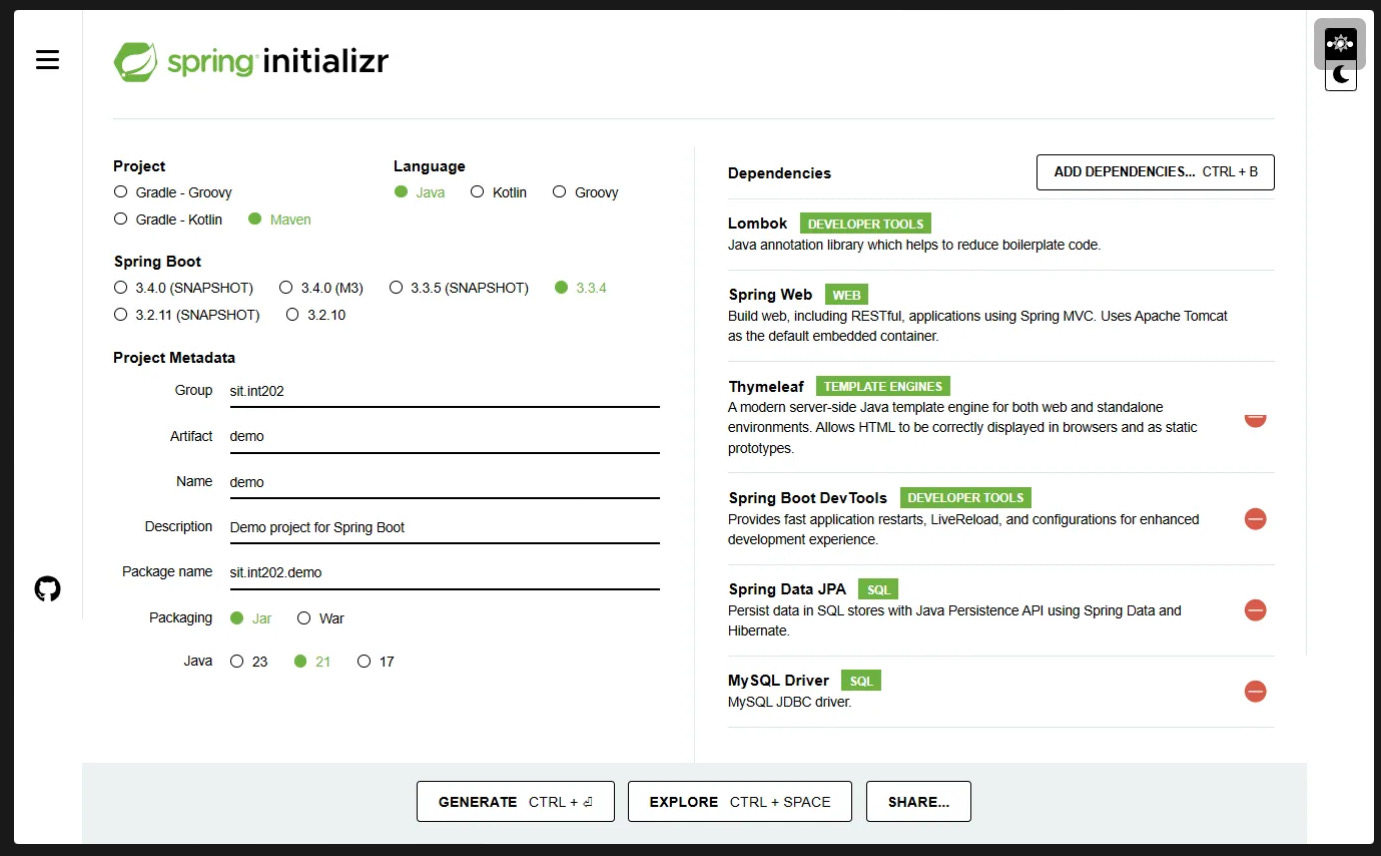 spring initializr
Project
Gradle - Groovy
Gradle - Kotlin Maven
Language
Java Kotlin Groovy
Spring Boot
3.4.0 (SNAPSHOT) 3.4.0 (M3) 3.3.5 (SNAPSHOT) 3.3.4
3.2.11 (SNAPSHOT) 3.2.10
Project Metadata
Group sit.int202
Artifact demo
Name demo
Description Demo project for Spring Boot
Package name sit.int202.demo
Packaging Jar War
Java 23 21 17
Dependencies ADD DEPENDENCIES... CTRL + B
Lombok DEVELOPER TOOLS
Java annotation library which helps to reduce boilerplate code.
Spring Web WEB
Build web, including RESTful, applications using Spring MVC. Uses Apache Tomcat
as the default embedded container.
Thymeleaf TEMPLATE ENGINES
A modern server-side Java template engine for both web and standalone
environments. Allows HTML to be correctly displayed in browsers and as static
prototypes.
Spring Boot DevTools DEVELOPER TOOLS
Provides fast application restarts, LiveReload, and configurations for enhanced
development experience.
Spring Data JPA SQL
Persist data in SQL stores with Java Persistence API using Spring Data and
Hibernate.
MySQL Driver SQL
MySQL JDBC driver.
GENERATE CTRL + ⏎ EXPLORE CTRL + SPACE SHARE...